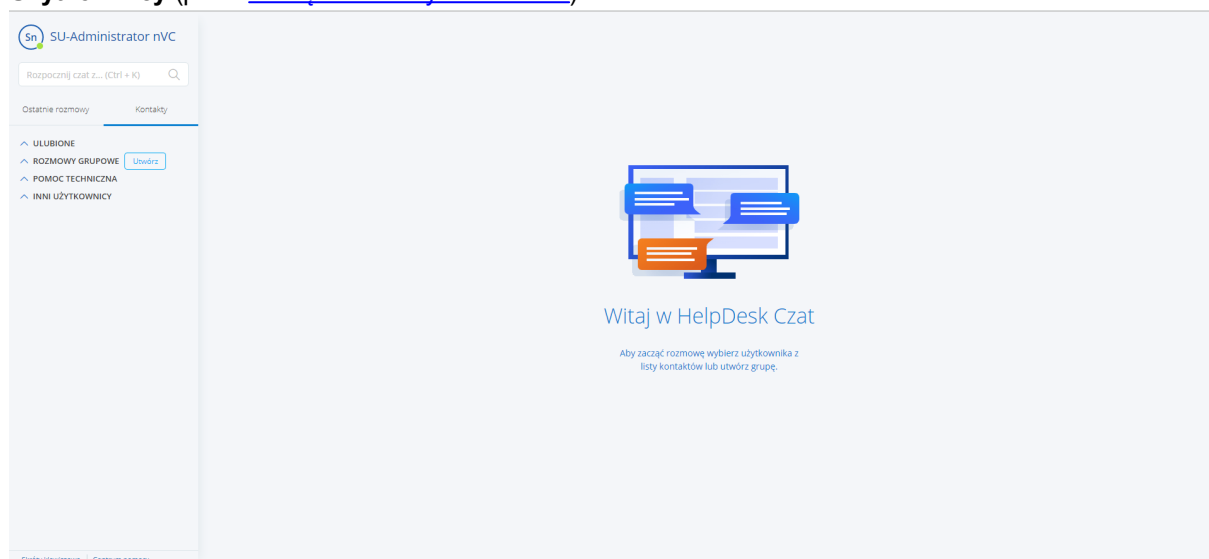 Sn SU-Administrator nVC
Rozpocznij czat z... (Ctrl + K)
Ostatnie rozmowy Kontakty
ULUBIONE
ROZMOWY GRUPOWE Utwórz
POMOC TECHNICZNA
INNI UŻYTKOWNICY
Witaj w HelpDesk Czat
Aby zacząć rozmowę wybierz użytkownika z
listy kontaktów lub utwórz grupę.